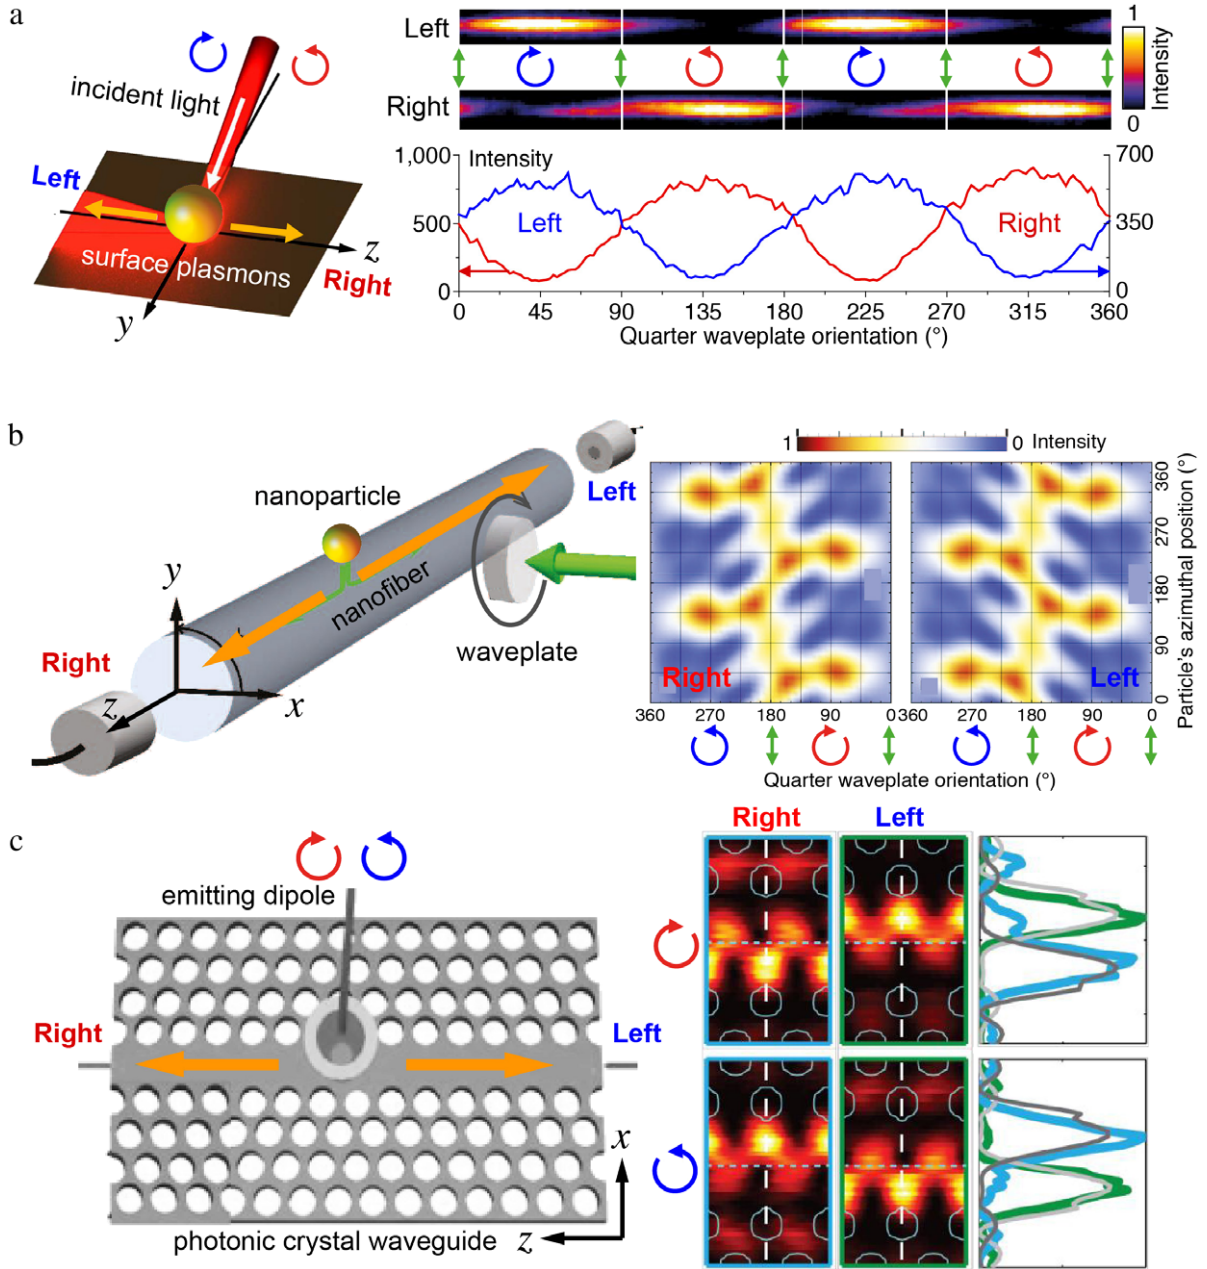 a
incident light
Left
surface plasmons
z
Right
y
Left
Right
1
Intensity
0
1,000
Intensity
700
500
Left
Right
350
0
0
0 45 90 135 180 225 270 315 360
Quarter waveplate orientation (°)
b
nanoparticle
Left
y
nanofiber
waveplate
Right
z
x
1
0 Intensity
Right
Left
360
270
180
90
0
Particle's azimuthal position (°)
360 270 180 90 0
360 270 180 90 0
Quarter waveplate orientation (°)
c
emitting dipole
Right
Left
x
photonic crystal waveguide
z
Right
Left